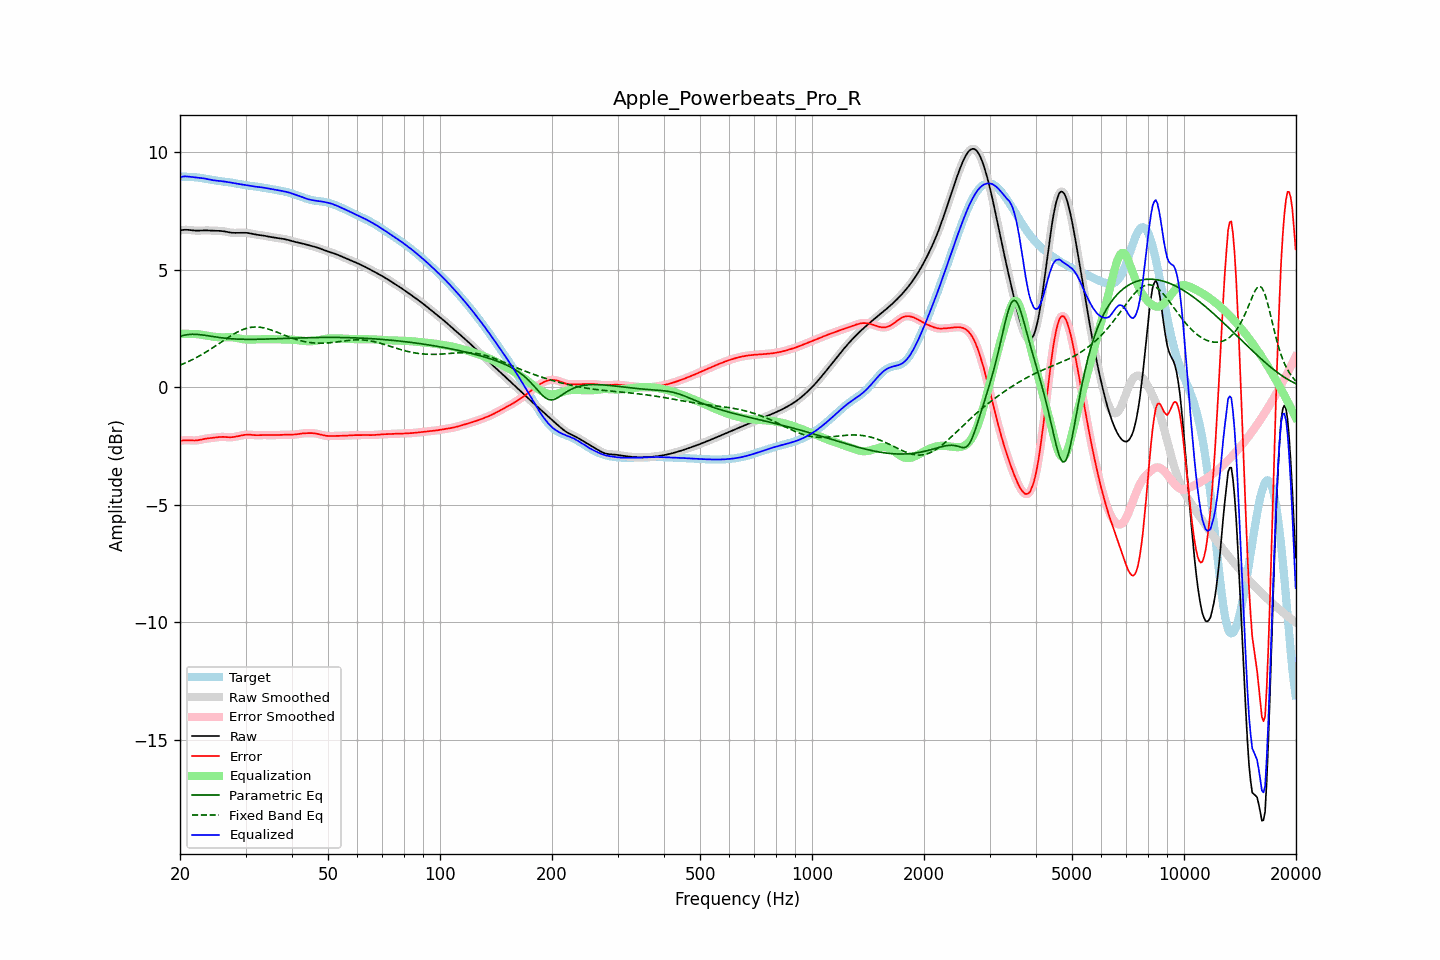 Apple_Powerbeats_Pro_R
10
5
0
−5
−10
−15
Amplitude (dBr)
Target
Raw Smoothed
Error Smoothed
Raw
Error
Equalization
Parametric Eq
Fixed Band Eq
Equalized
20 50 100 200 500 1000 2000 5000 10000 20000
Frequency (Hz)